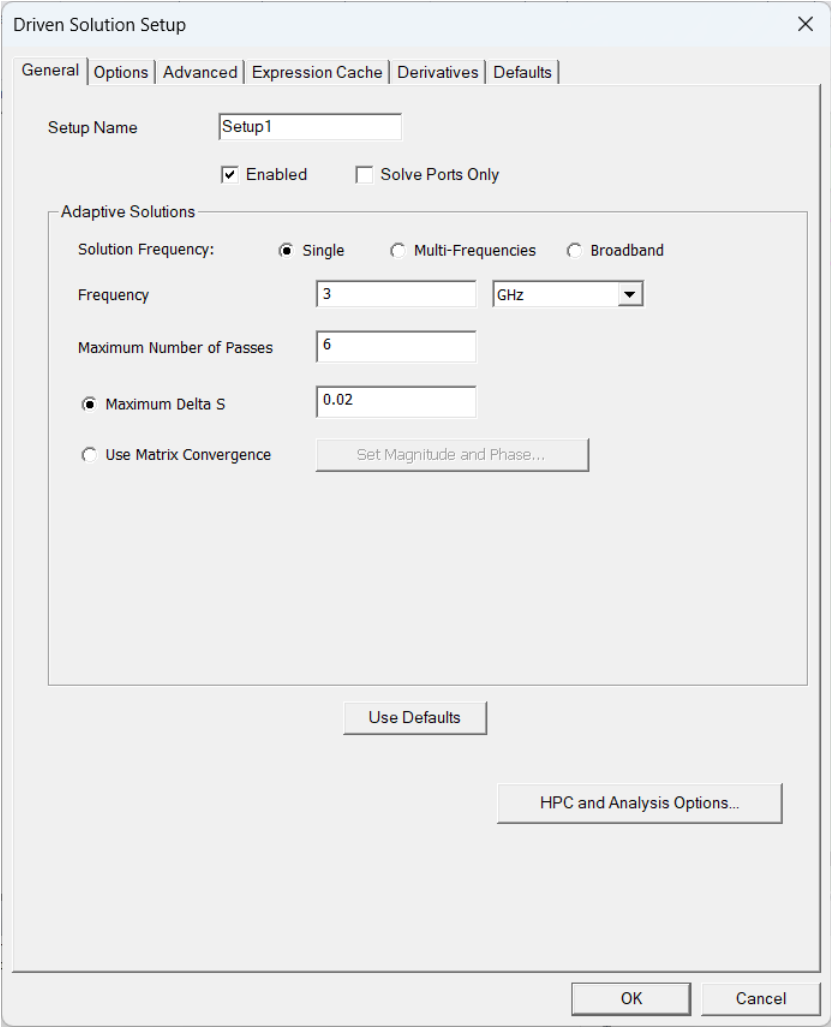 Driven Solution Setup
General Options Advanced Expression Cache Derivatives Defaults
Setup Name Setup1
Enabled Solve Ports Only
Adaptive Solutions
Solution Frequency: Single Multi-Frequencies Broadband
Frequency 3 GHz
Maximum Number of Passes 6
Maximum Delta S 0.02
Use Matrix Convergence Set Magnitude and Phase...
Use Defaults
HPC and Analysis Options...
OK Cancel